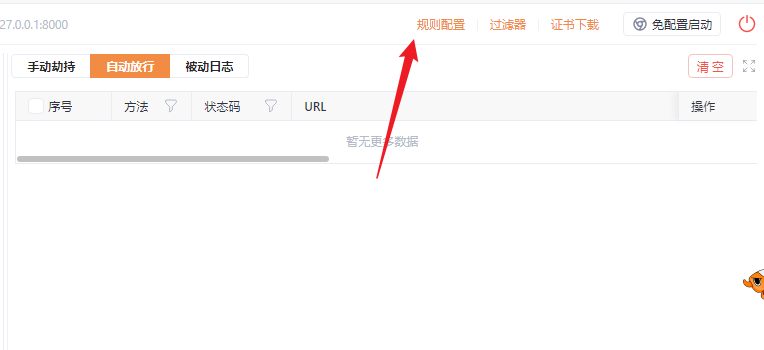 27.0.0.1:8000 规则配置 过滤器 证书下载 免配置启动
手动劫持 自动放行 被动日志 清 空
序号 方法 状态码 URL 操作
暂无更多数据